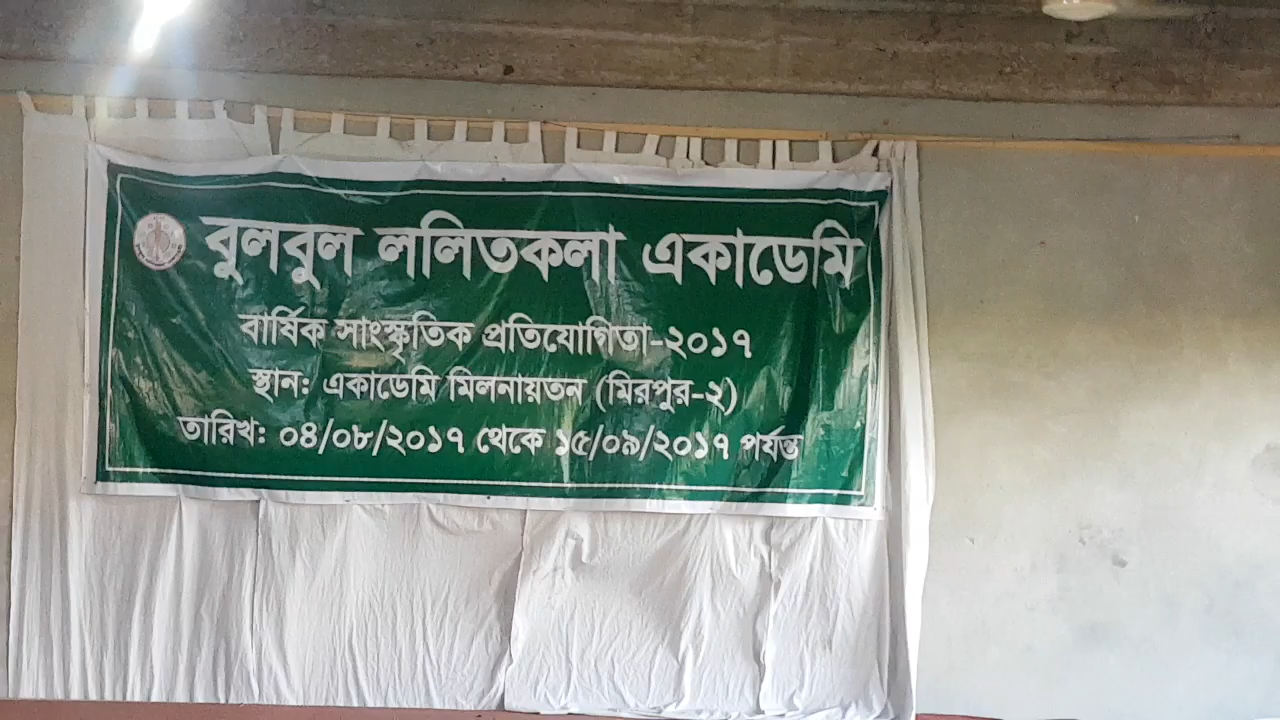 বুলবুল ললিতকলা একাডেমি
বার্ষিক সাংস্কৃতিক প্রতিযোগিতা-২০১৭
স্থান: একাডেমি মিলনায়তন (মিরপুর-২)
তারিখ: ০৪/০৮/২০১৭ থেকে ১৫/০৯/২০১৭ পর্যন্ত